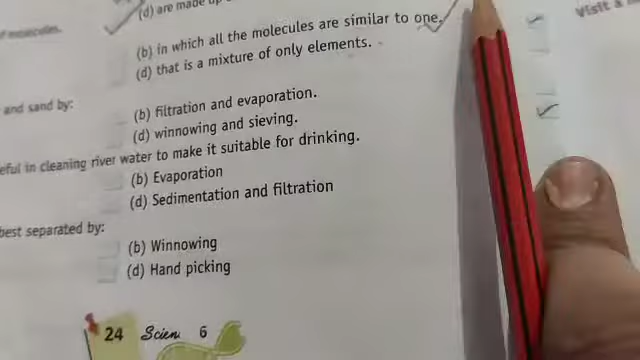 (d) are made up
of molecules.
(b) in which all the molecules are similar to one
(d) that is a mixture of only elements.
and sand by:
(b) filtration and evaporation.
(d) winnowing and sieving.
eful in cleaning river water to make it suitable for drinking.
(b) Evaporation
(d) Sedimentation and filtration
best separated by:
(b) Winnowing
(d) Hand picking
24 Scien 6
Visit a